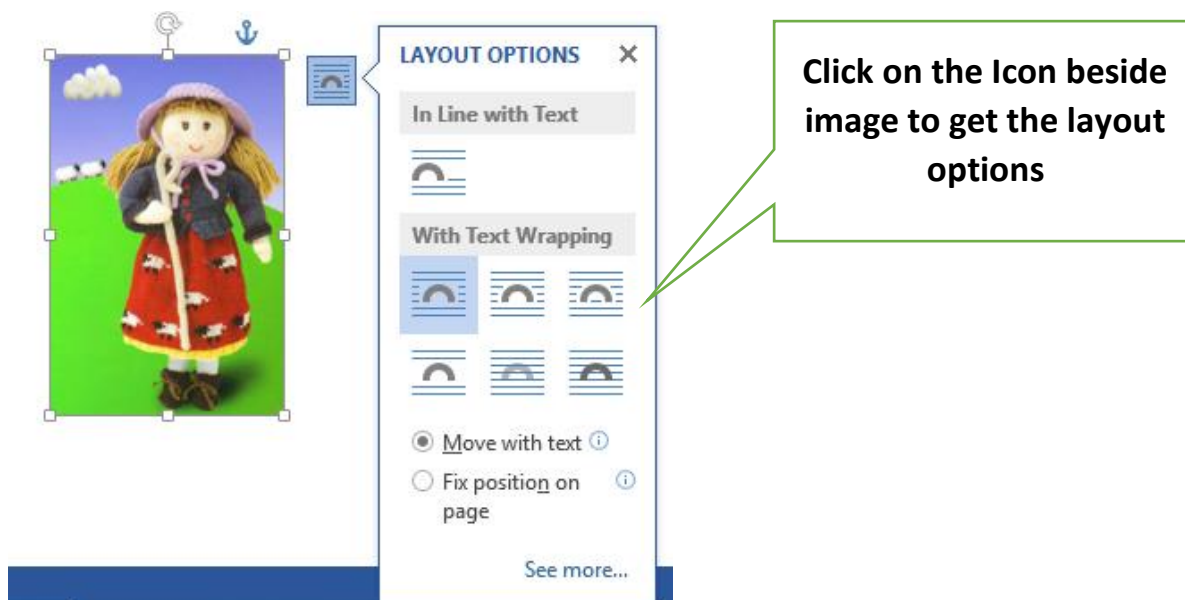 LAYOUT OPTIONS
In Line with Text
With Text Wrapping
Move with text
Fix position on
page
See more...
Click on the Icon beside
image to get the layout
options